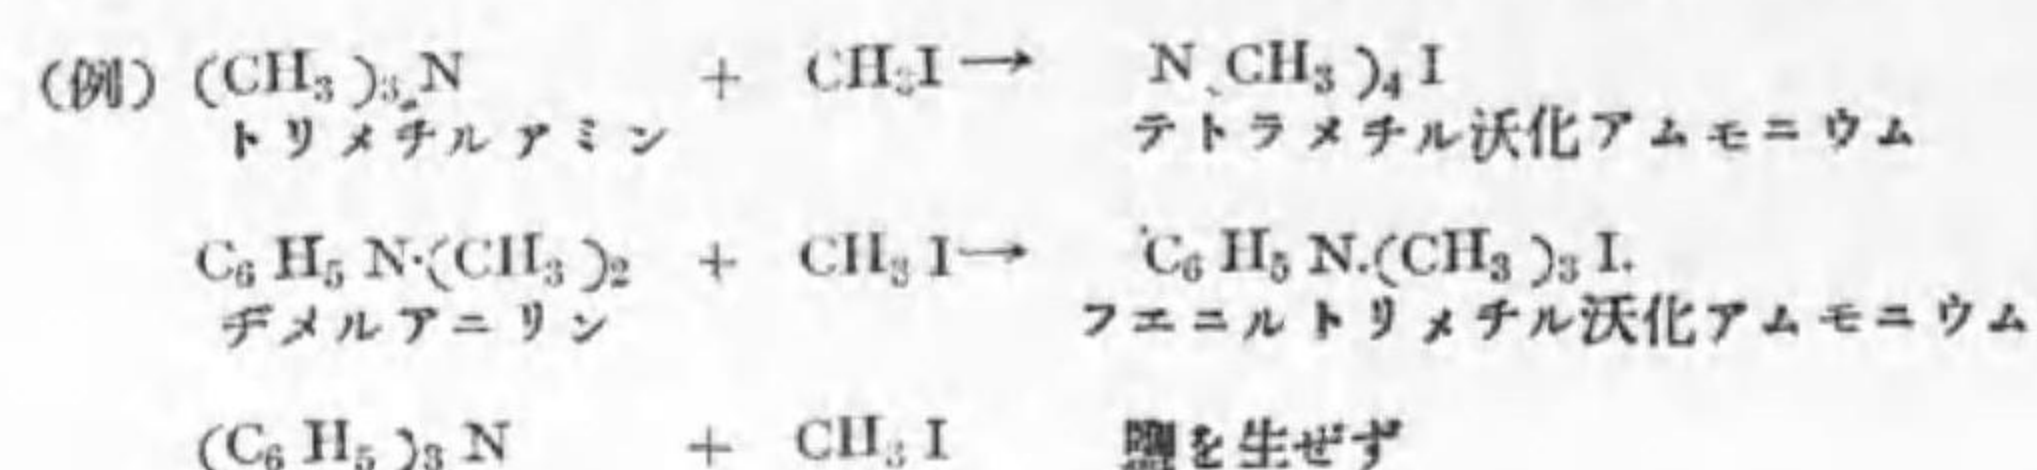 (例) (CH₃)₃N + CH₃I → N(CH₃)₄I
トリメチルアミン テトラメチル沃化アムモニウム
C₆H₅N·(CH₃)₂ + CH₃I → C₆H₅N.(CH₃)₃I.
ヂメルアニリン フエニルトリメチル沃化アムモニウム
(C₆H₅)₃N + CH₃I 鹽を生ぜず